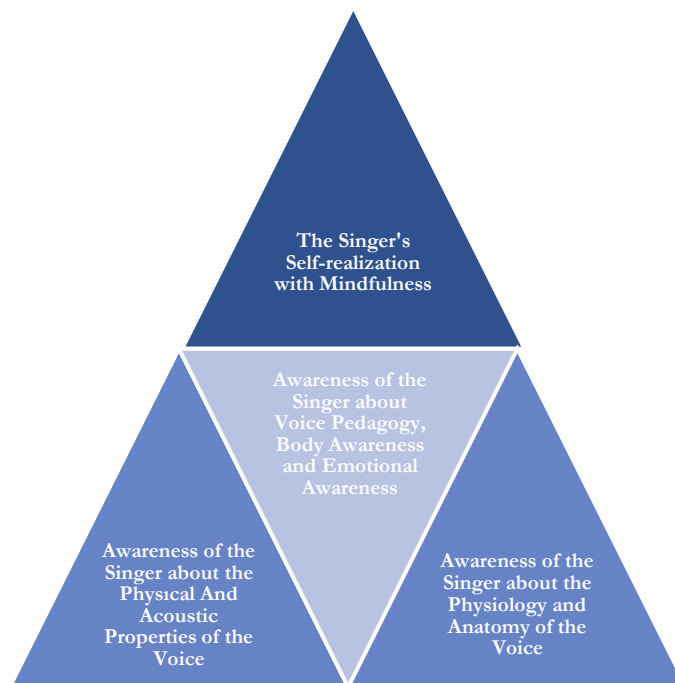 The Singer's
Self-realization
with Mindfulness
Awareness of the
Singer about
Voice Pedagogy,
Body Awareness
and Emotional
Awareness
Awareness of the
Singer about the
Physıcal And
Acoustic
Properties of the
Voice
Awareness of the
Singer about the
Physiology and
Anatomy of the
Voice